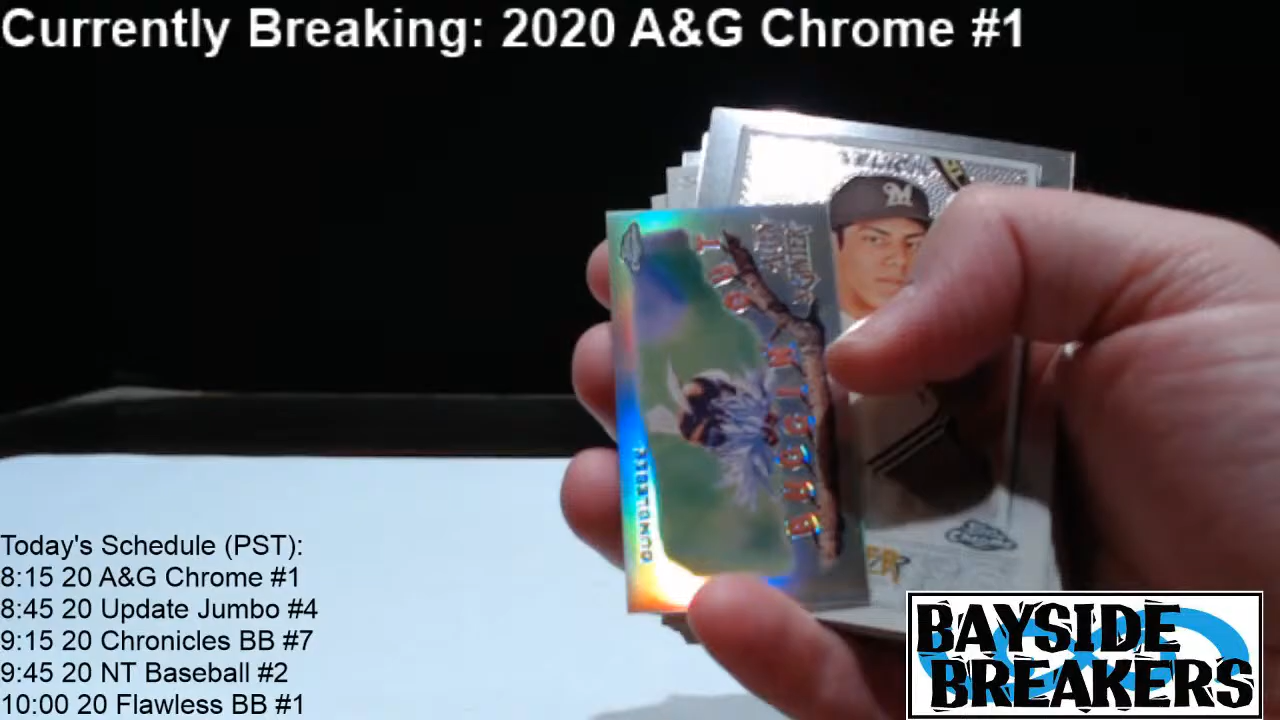 Currently Breaking: 2020 A&G Chrome #1
YELICH
M
BUMBLEBEE
Today's Schedule (PST):
8:15 20 A&G Chrome #1
8:45 20 Update Jumbo #4
9:15 20 Chronicles BB #7
9:45 20 NT Baseball #2
10:00 20 Flawless BB #1
BAYSIDE
BREAKERS